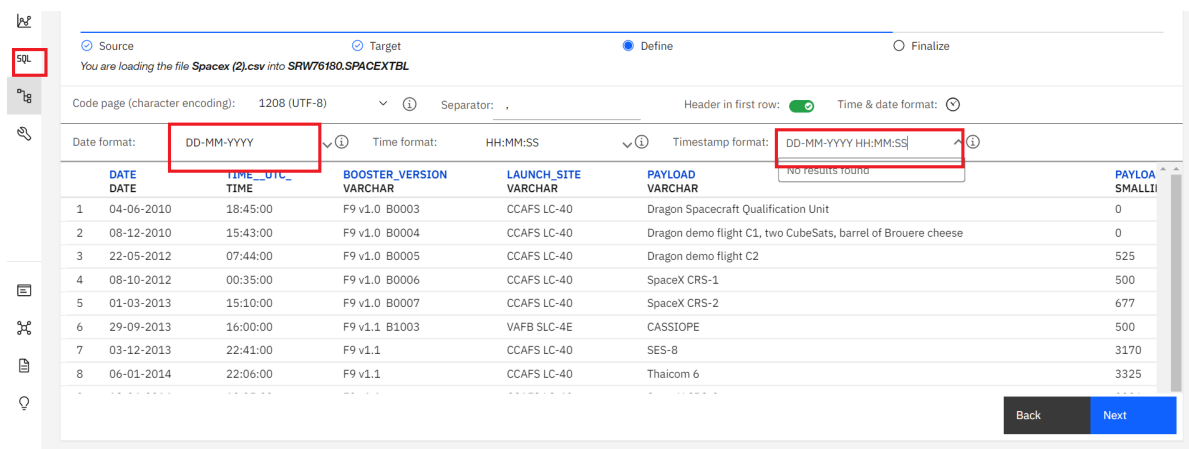 SQL
Source Target Define Finalize
You are loading the file Spacex (2).csv into SRW76180.SPACEXTBL
Code page (character encoding): 1208 (UTF-8) Separator: , Header in first row: Time & date format:
Date format: DD-MM-YYYY Time format: HH:MM:SS Timestamp format: DD-MM-YYYY HH:MM:SS
No results found
DATE TIME__UTC_ BOOSTER_VERSION LAUNCH_SITE PAYLOAD PAYLOA
DATE TIME VARCHAR VARCHAR VARCHAR SMALLI
1 04-06-2010 18:45:00 F9 v1.0 B0003 CCAFS LC-40 Dragon Spacecraft Qualification Unit 0
2 08-12-2010 15:43:00 F9 v1.0 B0004 CCAFS LC-40 Dragon demo flight C1, two CubeSats, barrel of Brouere cheese 0
3 22-05-2012 07:44:00 F9 v1.0 B0005 CCAFS LC-40 Dragon demo flight C2 525
4 08-10-2012 00:35:00 F9 v1.0 B0006 CCAFS LC-40 SpaceX CRS-1 500
5 01-03-2013 15:10:00 F9 v1.0 B0007 CCAFS LC-40 SpaceX CRS-2 677
6 29-09-2013 16:00:00 F9 v1.1 B1003 VAFB SLC-4E CASSIOPE 500
7 03-12-2013 22:41:00 F9 v1.1 CCAFS LC-40 SES-8 3170
8 06-01-2014 22:06:00 F9 v1.1 CCAFS LC-40 Thaicom 6 3325
Back Next